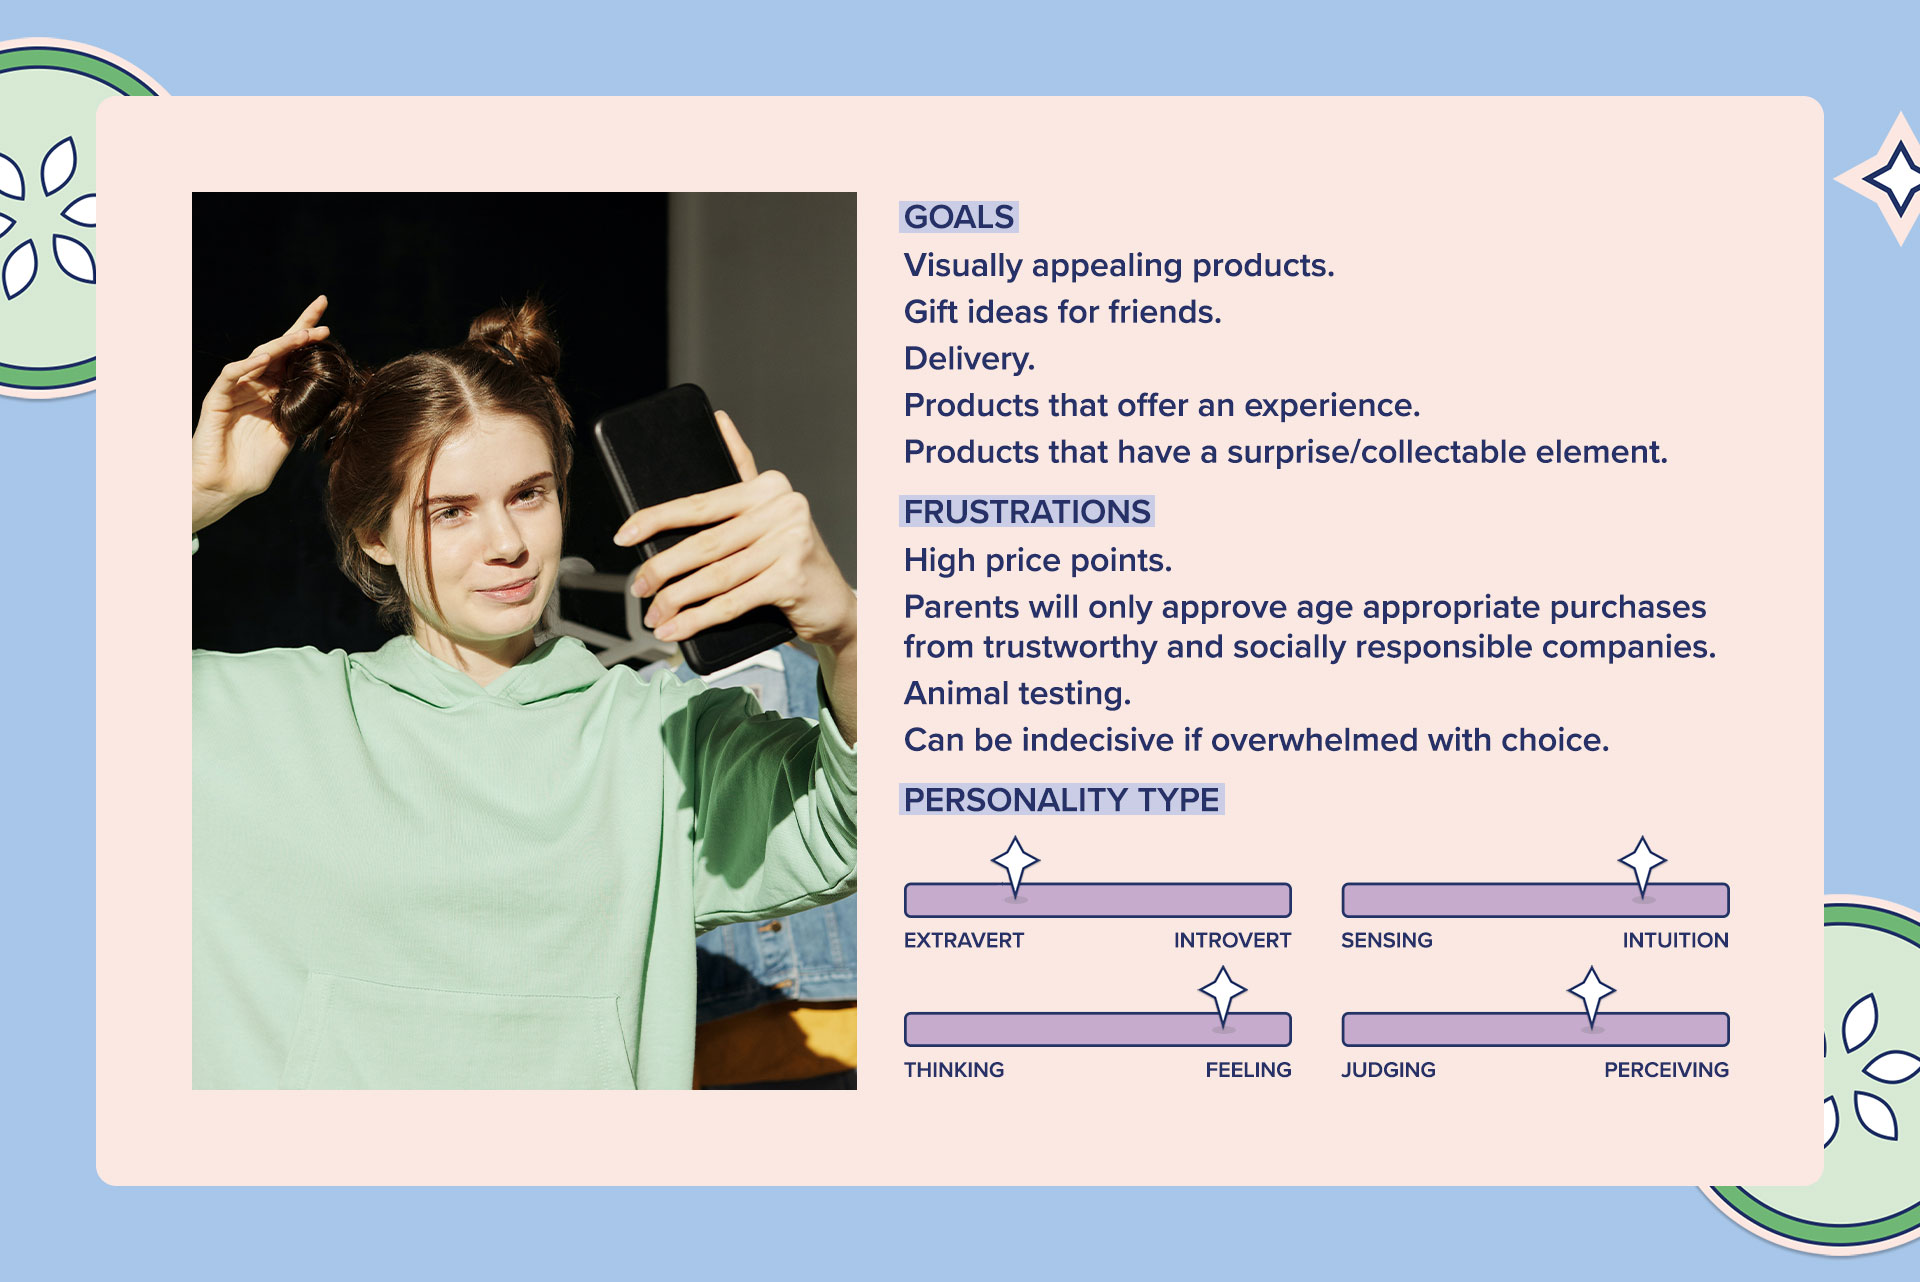 GOALS
Visually appealing products.
Gift ideas for friends.
Delivery.
Products that offer an experience.
Products that have a surprise/collectable element.
FRUSTRATIONS
High price points.
Parents will only approve age appropriate purchases
from trustworthy and socially responsible companies.
Animal testing.
Can be indecisive if overwhelmed with choice.
PERSONALITY TYPE
EXTRAVERT INTROVERT
SENSING INTUITION
THINKING FEELING
JUDGING PERCEIVING